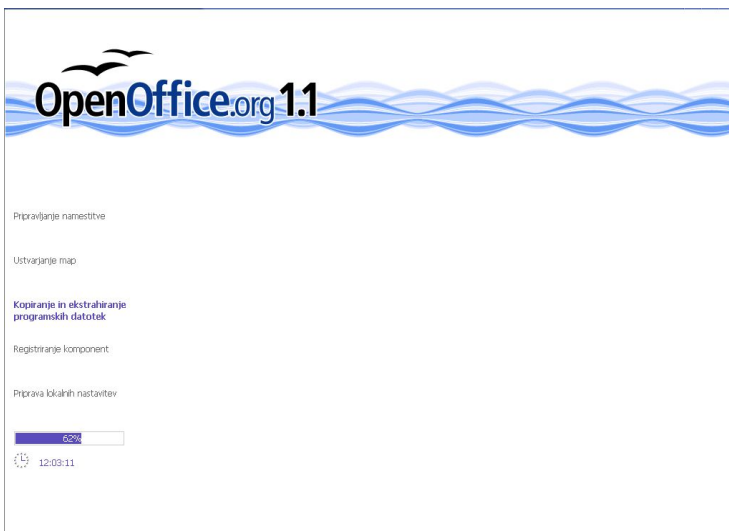 OpenOffice.org 1.1
Pripravljanje namestitve
Ustvarjanje map
Kopiranje in ekstrahiranje
programskih datotek
Registriranje komponent
Priprava lokalnih nastavitev
62%
12:03:11